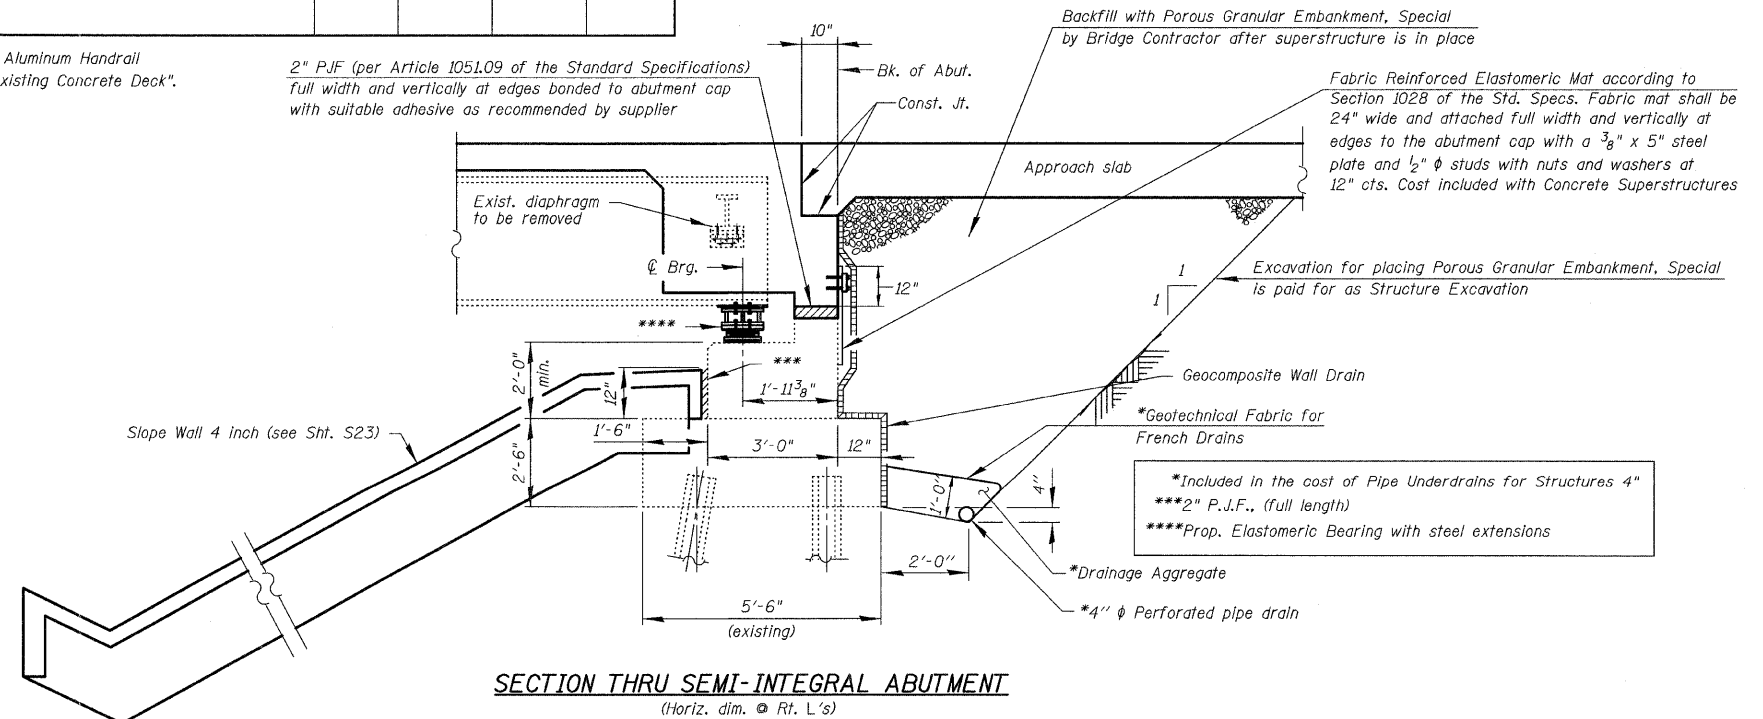 Aluminum Handrail
xisting Concrete Deck".
2" PJF (per Article 1051.09 of the Standard Specifications)
full width and vertically at edges bonded to abutment cap
with suitable adhesive as recommended by supplier
10"
Bk. of Abut.
Const. Jt.
Backfill with Porous Granular Embankment, Special
by Bridge Contractor after superstructure is in place
Fabric Reinforced Elastomeric Mat according to
Section 1028 of the Std. Specs. Fabric mat shall be
24" wide and attached full width and vertically at
edges to the abutment cap with a 3/8" x 5" steel
plate and 1/2" ϕ studs with nuts and washers at
12" cts. Cost included with Concrete Superstructures
Approach slab
Exist. diaphragm
to be removed
℄ Brg.
12"
Excavation for placing Porous Granular Embankment, Special
is paid for as Structure Excavation
1
1
****
***
2'-0"
min.
12"
1'-11 3/8"
Geocomposite Wall Drain
*Geotechnical Fabric for
French Drains
Slope Wall 4 inch (see Sht. S23)
1'-6"
3'-0"
12"
2'-6"
1'-0"
4"
*Included in the cost of Pipe Underdrains for Structures 4"
***2" P.J.F., (full length)
****Prop. Elastomeric Bearing with steel extensions
2'-0"
*Drainage Aggregate
*4" ϕ Perforated pipe drain
5'-6"
(existing)
SECTION THRU SEMI-INTEGRAL ABUTMENT
(Horiz. dim. @ Rt. L's)